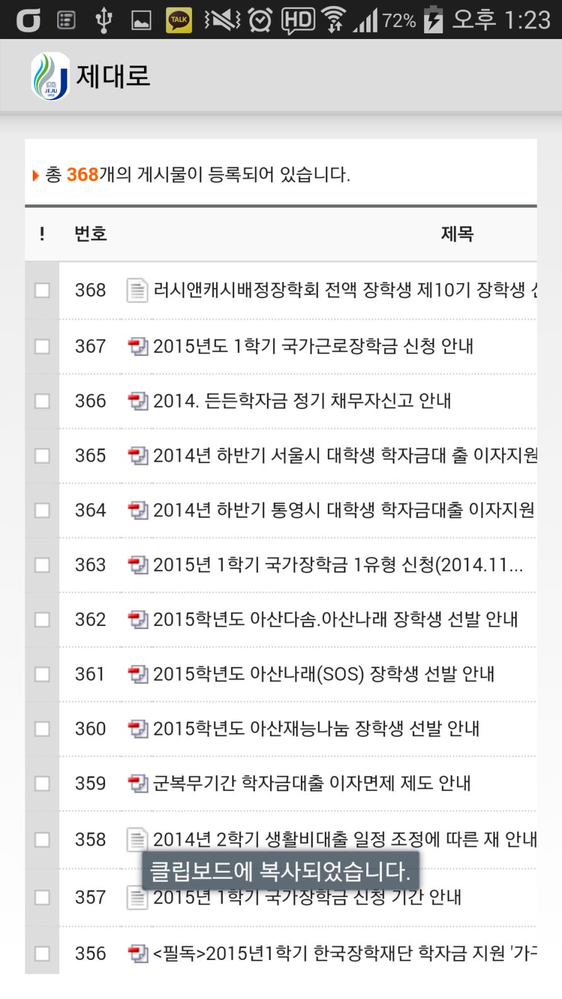 TALK HD 72% 오후 1:23
JEJU 1952 제대로
총 368개의 게시물이 등록되어 있습니다.
! 번호 제목
368 러시앤캐시배정장학회 전액 장학생 제10기 장학생
367 2015년도 1학기 국가근로장학금 신청 안내
366 2014. 든든학자금 정기 채무자신고 안내
365 2014년 하반기 서울시 대학생 학자금대 출 이자지원
364 2014년 하반기 통영시 대학생 학자금대출 이자지원
363 2015년 1학기 국가장학금 1유형 신청(2014.11...
362 2015학년도 아산다솜.아산나래 장학생 선발 안내
361 2015학년도 아산나래(SOS) 장학생 선발 안내
360 2015학년도 아산재능나눔 장학생 선발 안내
359 군복무기간 학자금대출 이자면제 제도 안내
358 2014년 2학기 생활비대출 일정 조정에 따른 재 안내
클립보드에 복사되었습니다.
357 2015년 1학기 국가장학금 신청 기간 안내
356 <필독>2015년1학기 한국장학재단 학자금 지원 '가